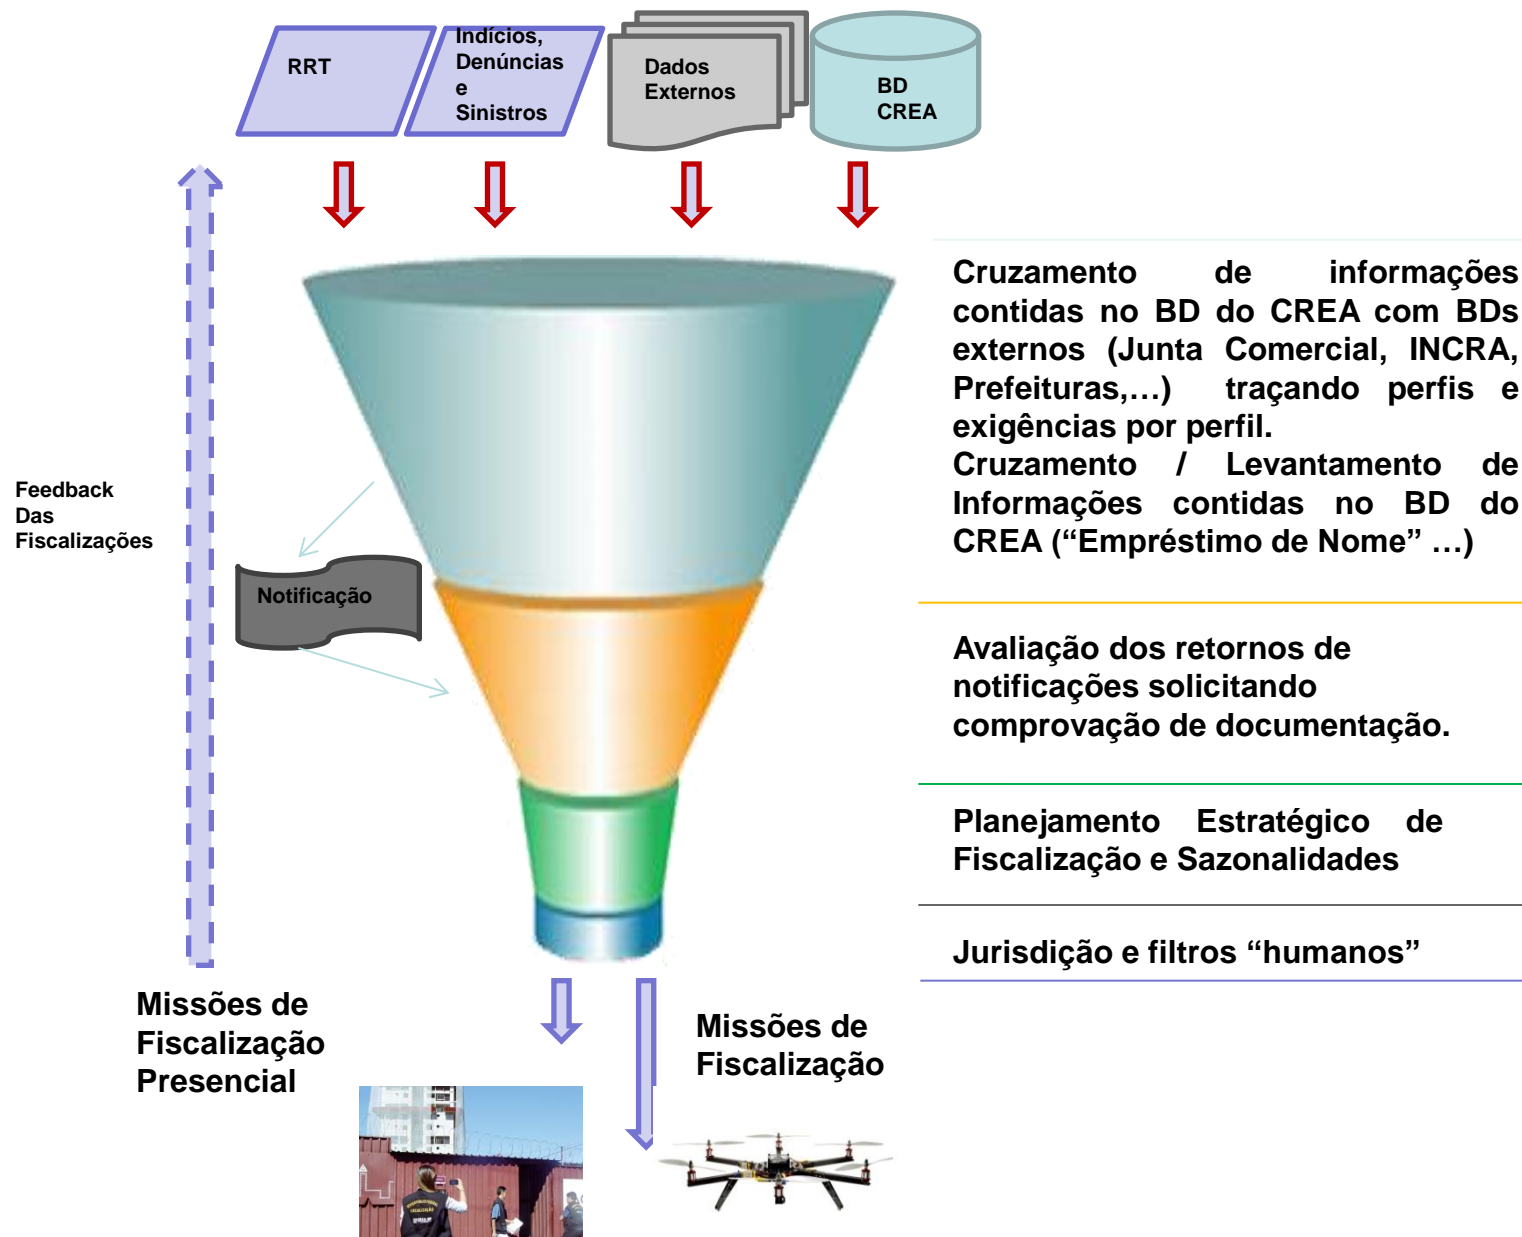 RRT
Indícios,
Denúncias
e
Sinistros
Dados
Externos
BD
CREA
Cruzamento de informações
contidas no BD do CREA com BDs
externos (Junta Comercial, INCRA,
Prefeituras,…) traçando perfis e
exigências por perfil.
Cruzamento / Levantamento de
Informações contidas no BD do
CREA (“Empréstimo de Nome” …)
Feedback
Das
Fiscalizações
Notificação
Avaliação dos retornos de
notificações solicitando
comprovação de documentação.
Planejamento Estratégico de
Fiscalização e Sazonalidades
Jurisdição e filtros “humanos”
Missões de
Fiscalização
Presencial
Missões de
Fiscalização